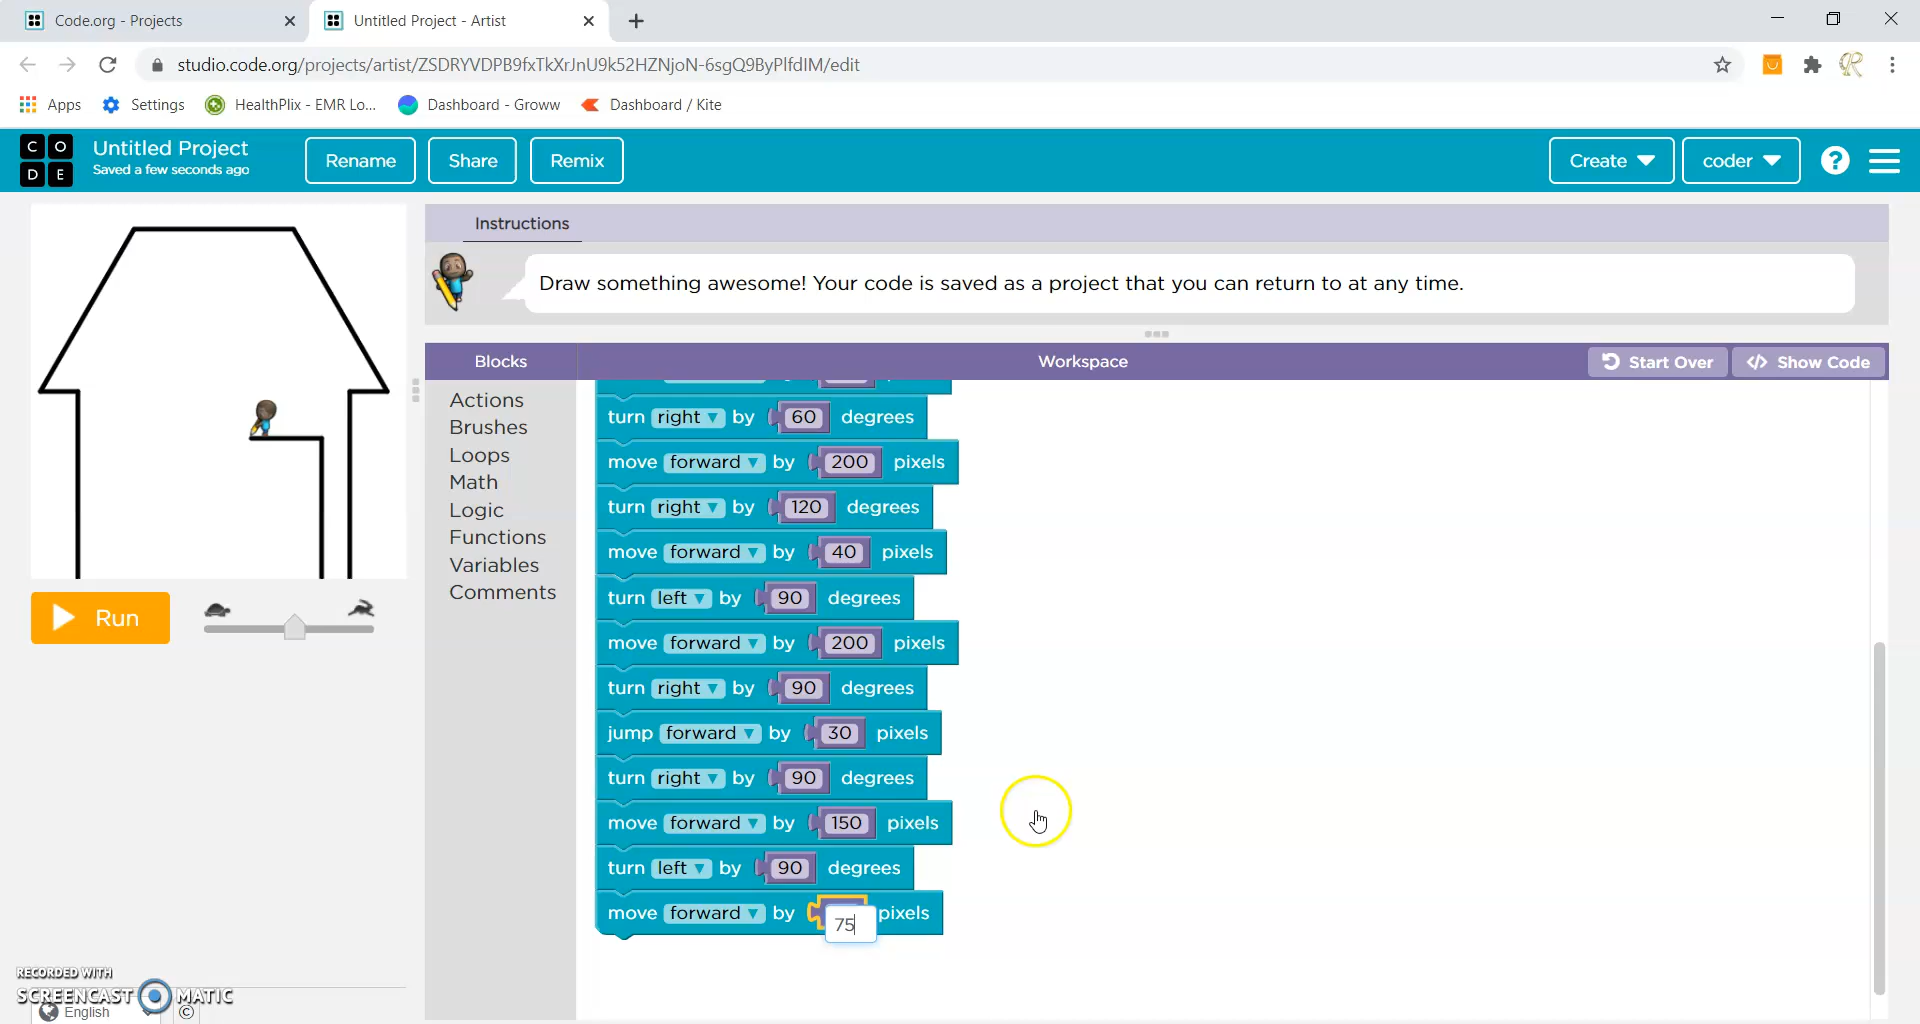 Code.org - Projects
Untitled Project - Artist
studio.code.org/projects/artist/ZSDRYVDPB9fxTkXrJnU9k52HZNjoN-6sgQ9ByPlfdIM/edit
Apps Settings HealthPlix - EMR Lo... Dashboard - Groww Dashboard / Kite
CODE
Untitled Project
Saved a few seconds ago
Rename Share Remix
Create coder ?
Instructions
Draw something awesome! Your code is saved as a project that you can return to at any time.
Blocks Workspace Start Over </> Show Code
Actions
Brushes
Loops
Math
Logic
Functions
Variables
Comments
turn right by 60 degrees
move forward by 200 pixels
turn right by 120 degrees
move forward by 40 pixels
turn left by 90 degrees
move forward by 200 pixels
turn right by 90 degrees
jump forward by 30 pixels
turn right by 90 degrees
move forward by 150 pixels
turn left by 90 degrees
move forward by 75 pixels
Run
RECORDED WITH
SCREENCAST MATIC
English ©